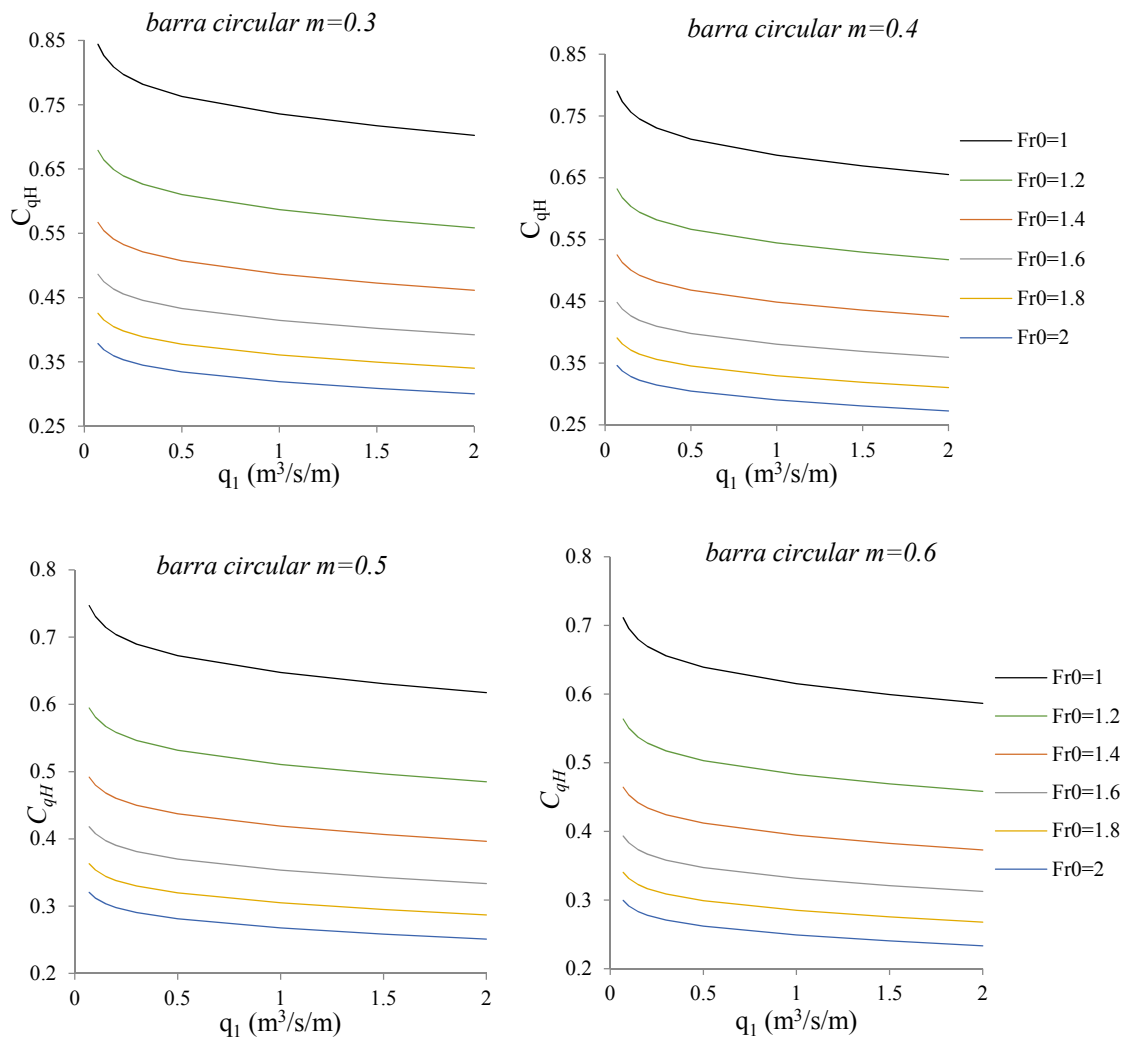 barra circular m=0.3
0.85
0.75
0.65
0.55
0.45
0.35
0.25
C_qH
0 0.5 1 1.5 2
q₁ (m³/s/m)
barra circular m=0.4
0.85
0.75
0.65
0.55
0.45
0.35
0.25
C_qH
0 0.5 1 1.5 2
q₁ (m³/s/m)
Fr0=1
Fr0=1.2
Fr0=1.4
Fr0=1.6
Fr0=1.8
Fr0=2
barra circular m=0.5
0.8
0.7
0.6
0.5
0.4
0.3
0.2
C_qH
0 0.5 1 1.5 2
q₁ (m³/s/m)
barra circular m=0.6
0.8
0.7
0.6
0.5
0.4
0.3
0.2
C_qH
0 0.5 1 1.5 2
q₁ (m³/s/m)
Fr0=1
Fr0=1.2
Fr0=1.4
Fr0=1.6
Fr0=1.8
Fr0=2